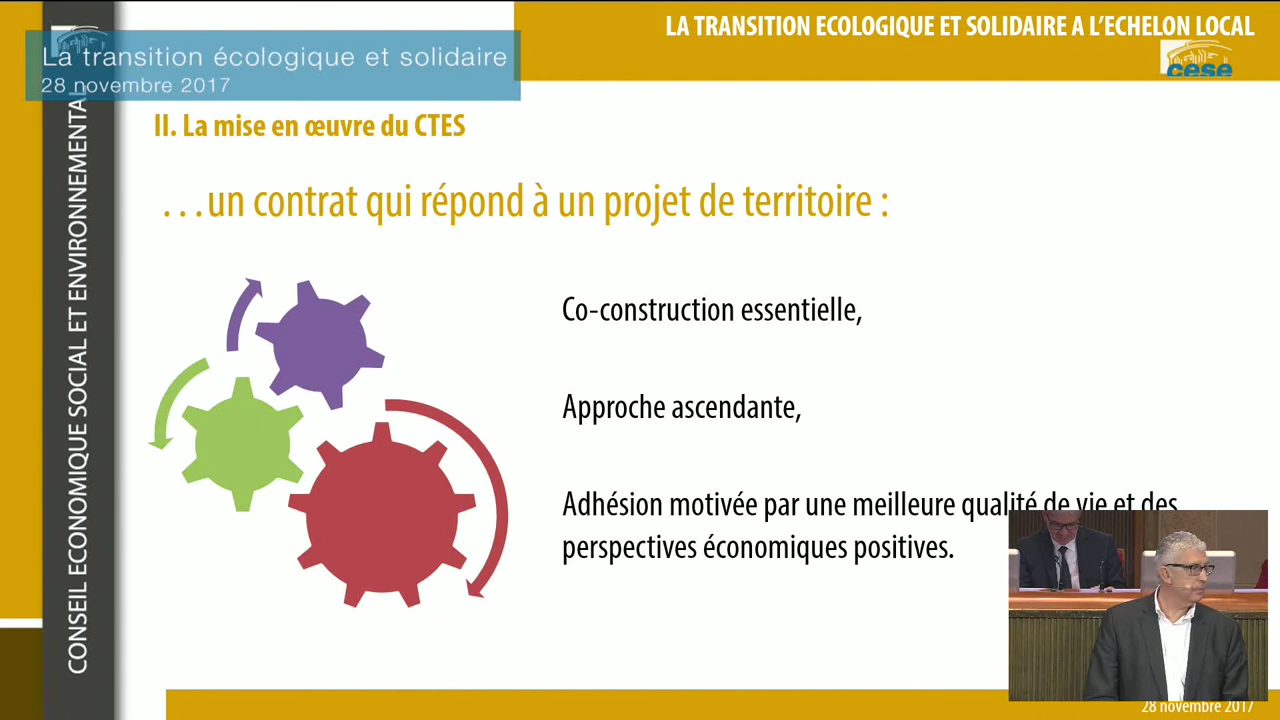 LA TRANSITION ECOLOGIQUE ET SOLIDAIRE A L'ECHELON LOCAL
La transition écologique et solidaire
28 novembre 2017
cese
CONSEIL ECONOMIQUE SOCIAL ET ENVIRONNEMENTAL
II. La mise en œuvre du CTES
...un contrat qui répond à un projet de territoire :
Co-construction essentielle,
Approche ascendante,
Adhésion motivée par une meilleure qualité de vie et des
perspectives économiques positives.
28 novembre 2017